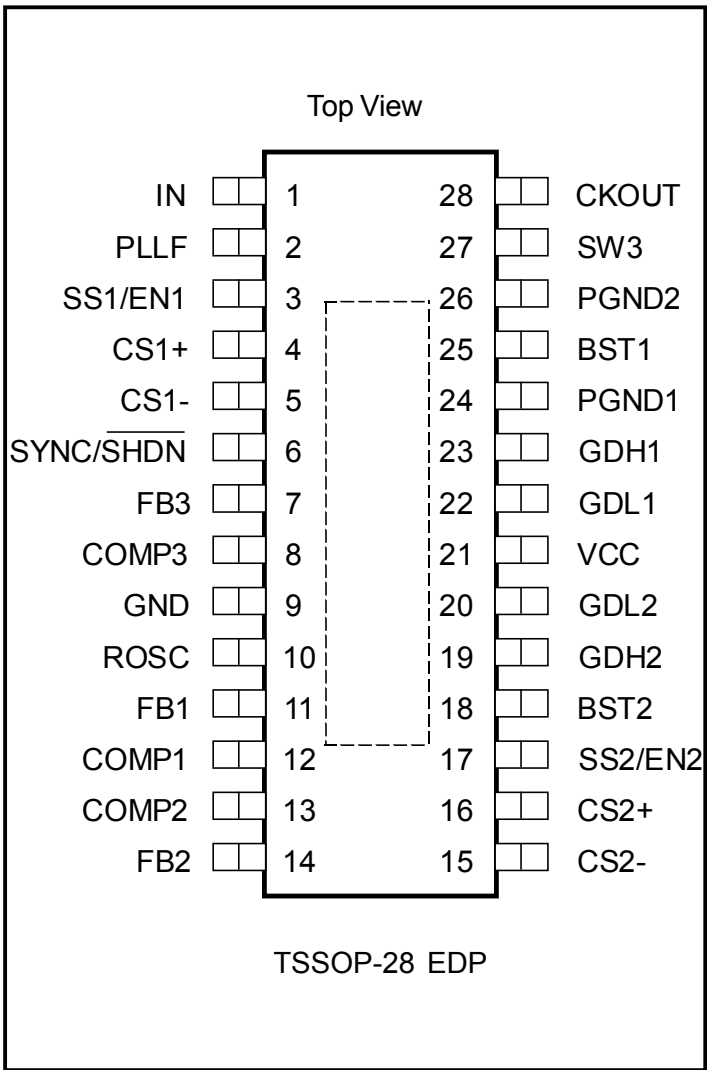 Top View
IN 1 28 CKOUT
PLLF 2 27 SW3
SS1/EN1 3 26 PGND2
CS1+ 4 25 BST1
CS1- 5 24 PGND1
SYNC/S̅H̅D̅N̅ 6 23 GDH1
FB3 7 22 GDL1
COMP3 8 21 VCC
GND 9 20 GDL2
ROSC 10 19 GDH2
FB1 11 18 BST2
COMP1 12 17 SS2/EN2
COMP2 13 16 CS2+
FB2 14 15 CS2-
TSSOP-28 EDP